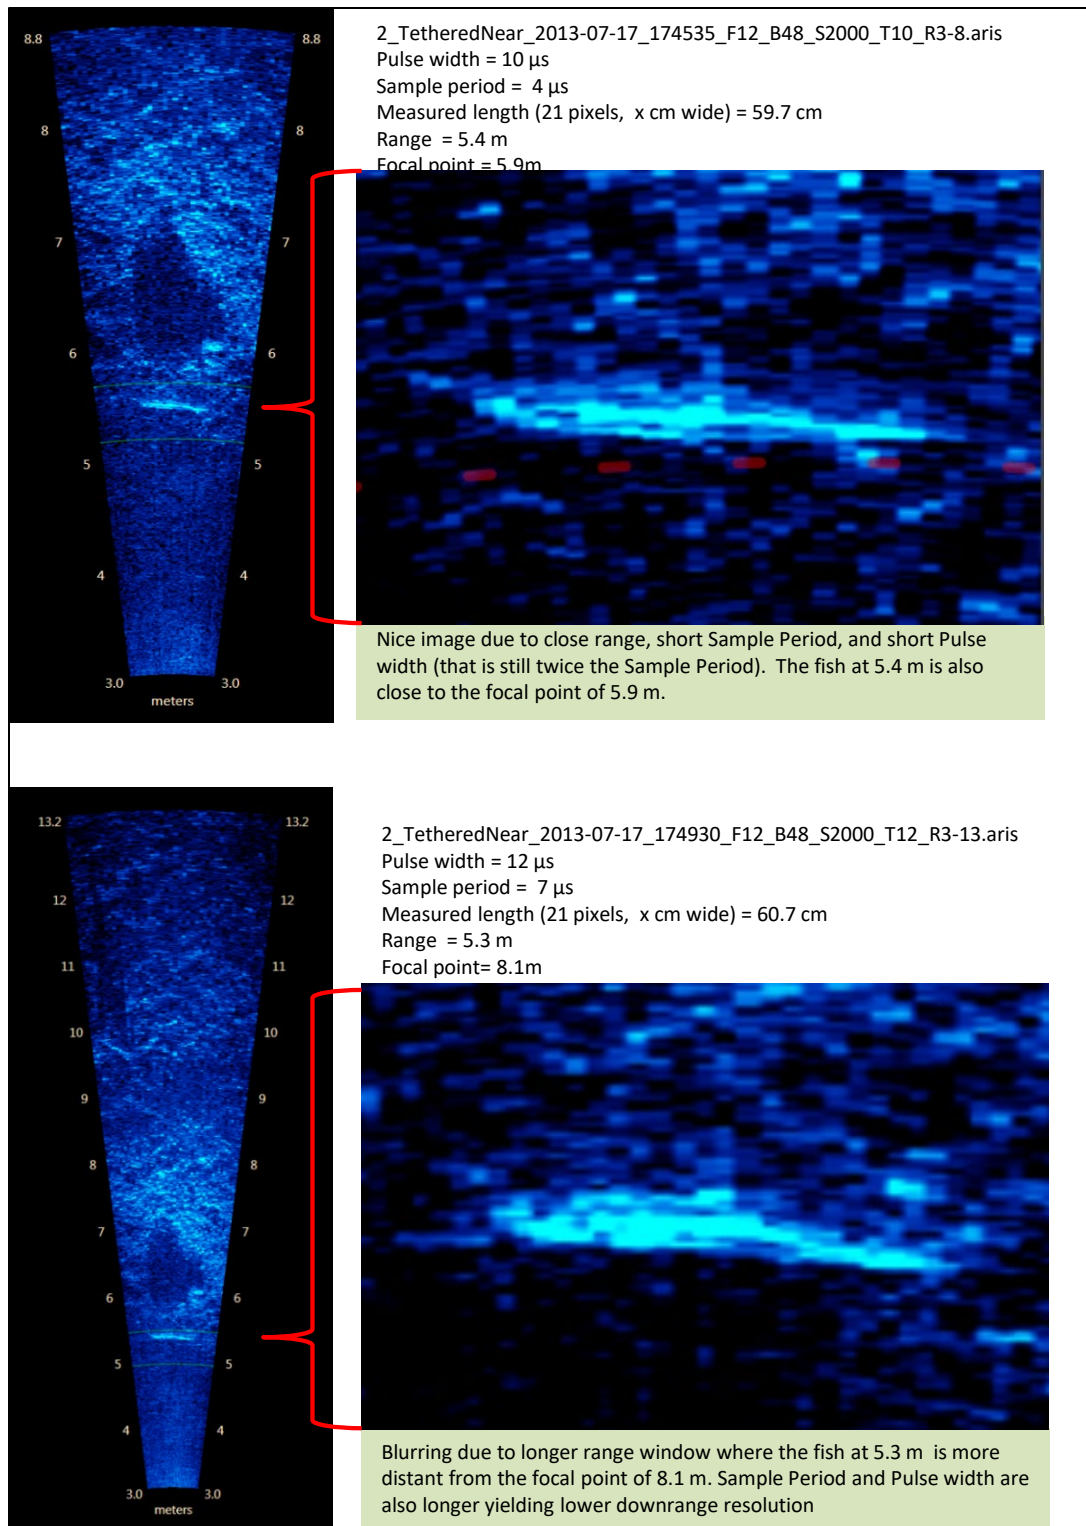 2_TetheredNear_2013-07-17_174535_F12_B48_S2000_T10_R3-8.aris
Pulse width = 10 µs
Sample period =  4 µs
Measured length (21 pixels,  x cm wide) = 59.7 cm
Range  = 5.4 m
Focal point = 5.9m
8.8 8.8
8 8
7 7
6 6
5 5
4 4
3.0 3.0
meters
Nice image due to close range, short Sample Period, and short Pulse
width (that is still twice the Sample Period).  The fish at 5.4 m is also
close to the focal point of 5.9 m.
2_TetheredNear_2013-07-17_174930_F12_B48_S2000_T12_R3-13.aris
Pulse width = 12 µs
Sample period =  7 µs
Measured length (21 pixels,  x cm wide) = 60.7 cm
Range  = 5.3 m
Focal point= 8.1m
13.2 13.2
12 12
11 11
10 10
9 9
8 8
7 7
6 6
5 5
4 4
3.0 3.0
meters
Blurring due to longer range window where the fish at 5.3 m  is more
distant from the focal point of 8.1 m. Sample Period and Pulse width are
also longer yielding lower downrange resolution